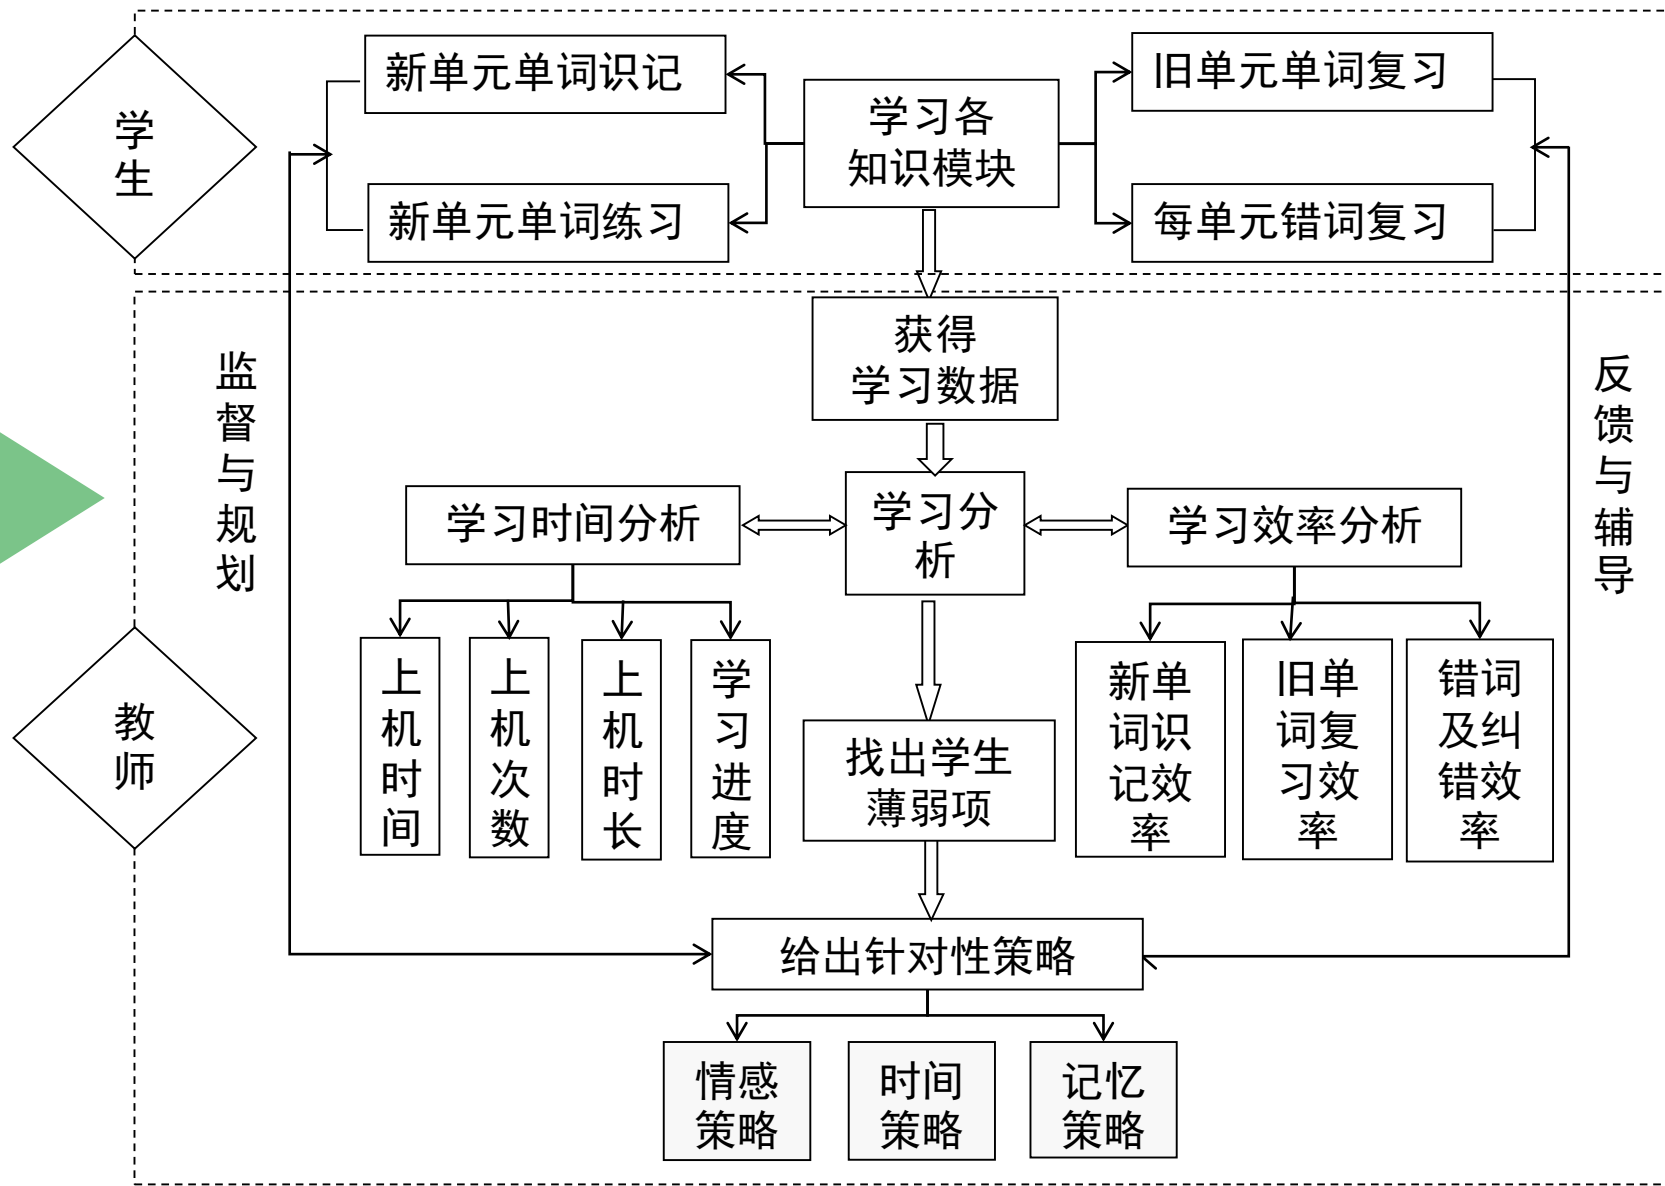 学
生
新单元单词识记
新单元单词练习
学习各
知识模块
旧单元单词复习
每单元错词复习
获得
学习数据
监
督
与
规
划
反
馈
与
辅
导
学习时间分析
学习分
析
学习效率分析
教
师
上
机
时
间
上
机
次
数
上
机
时
长
学
习
进
度
找出学生
薄弱项
新单
词识
记效
率
旧单
词复
习效
率
错词
及纠
错效
率
给出针对性策略
情感
策略
时间
策略
记忆
策略